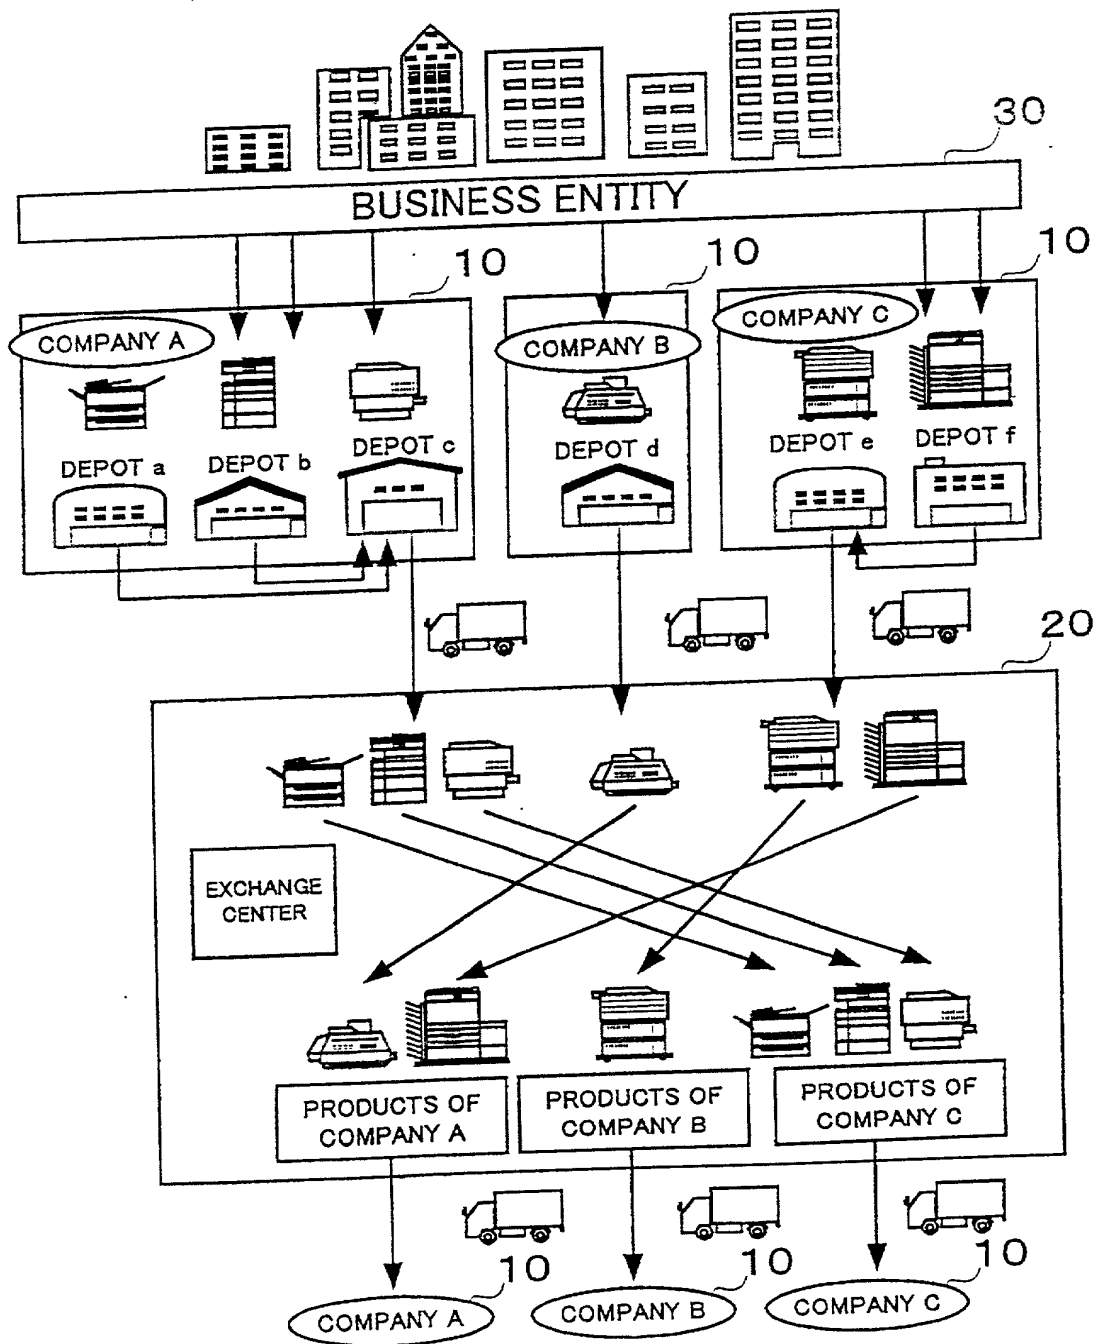 30
BUSINESS ENTITY
10
10
10
COMPANY A
COMPANY B
COMPANY C
DEPOT a
DEPOT b
DEPOT c
DEPOT d
DEPOT e
DEPOT f
20
EXCHANGE
CENTER
PRODUCTS OF
COMPANY A
PRODUCTS OF
COMPANY B
PRODUCTS OF
COMPANY C
10
10
10
COMPANY A
COMPANY B
COMPANY C